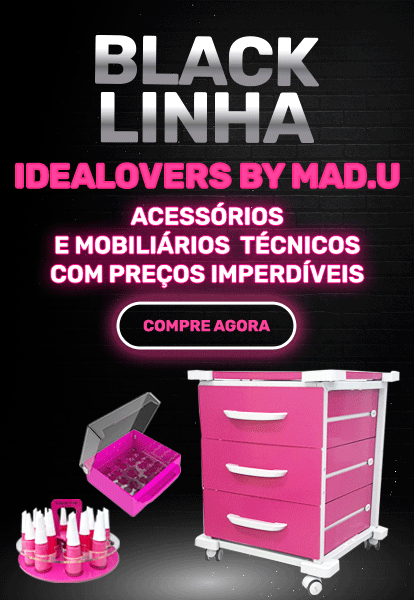 BLACK
LINHA
IDEALOVERS BY MAD.U
ACESSÓRIOS
E MOBILIÁRIOS TÉCNICOS
COM PREÇOS IMPERDÍVEIS
COMPRE AGORA